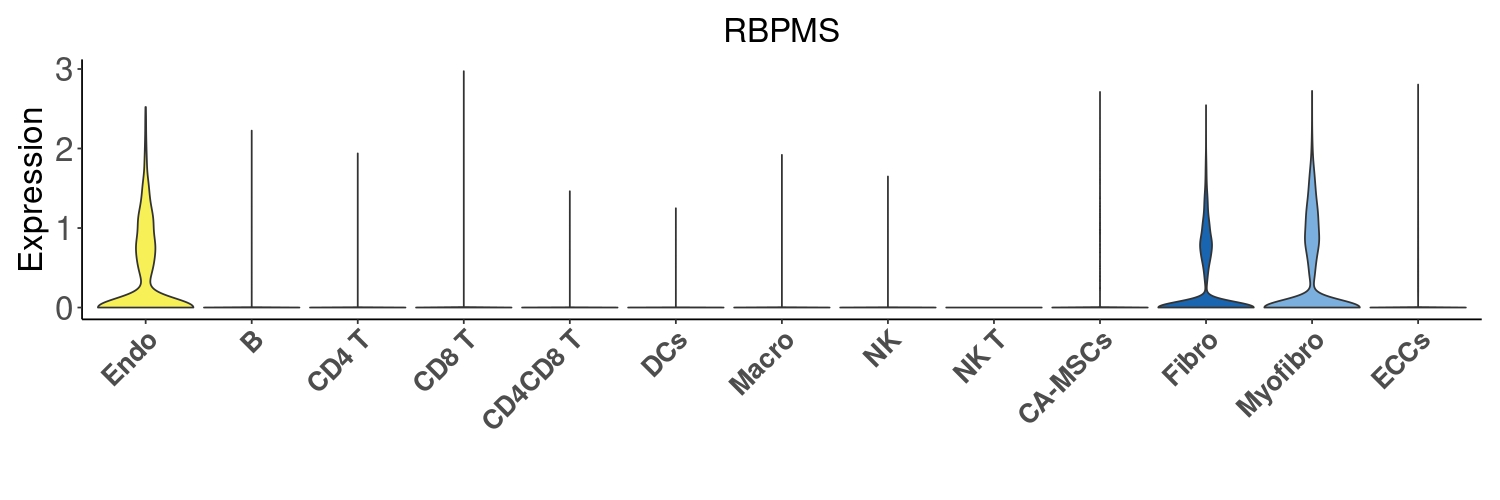 RBPMS
Expression
3
2
1
0
Endo
B
CD4 T
CD8 T
CD4CD8 T
DCs
Macro
NK
NK T
CA-MSCs
Fibro
Myofibro
ECCs